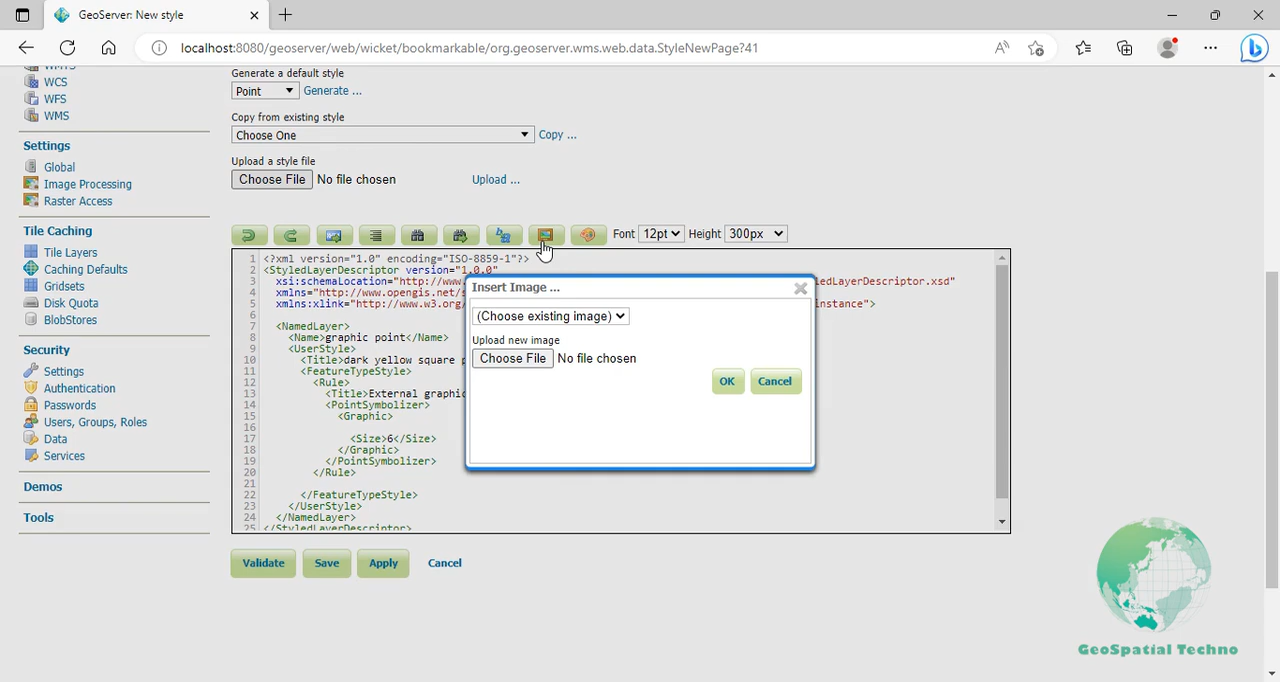 GeoServer: New style
localhost:8080/geoserver/web/wicket/bookmarkable/org.geoserver.wms.web.data.StyleNewPage?41
WMTS
WCS
WFS
WMS
Settings
Global
Image Processing
Raster Access
Tile Caching
Tile Layers
Caching Defaults
Gridsets
Disk Quota
BlobStores
Security
Settings
Authentication
Passwords
Users, Groups, Roles
Data
Services
Demos
Tools
Generate a default style
Point Generate ...
Copy from existing style
Choose One Copy ...
Upload a style file
Choose File No file chosen Upload ...
Font 12pt Height 300px
1 <?xml version="1.0" encoding="ISO-8859-1"?>
2 <StyledLayerDescriptor version="1.0.0"
3 xsi:schemaLocation="http://www. ledLayerDescriptor.xsd"
4 xmlns="http://www.opengis.net/s
5 xmlns:xlink="http://www.w3.org/ instance">
6
7 <NamedLayer>
8 <Name>graphic point</Name>
9 <UserStyle>
10 <Title>dark yellow square p
11 <FeatureTypeStyle>
12 <Rule>
13 <Title>External graphic
14 <PointSymbolizer>
15 <Graphic>
16
17 <Size>6</Size>
18 </Graphic>
19 </PointSymbolizer>
20 </Rule>
21
22 </FeatureTypeStyle>
23 </UserStyle>
24 </NamedLayer>
25 </StyledLayerDescriptor>
Insert Image ...
(Choose existing image)
Upload new image
Choose File No file chosen
OK Cancel
Validate Save Apply Cancel
GeoSpatial Techno